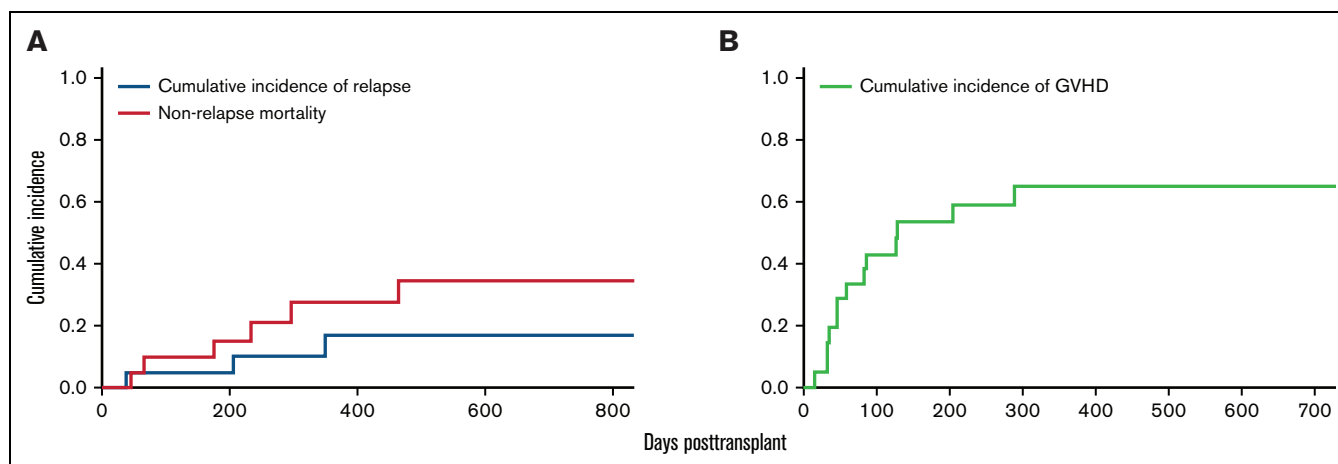 A
Cumulative incidence
1.0
0.8
0.6
0.4
0.2
0.0
Cumulative incidence of relapse
Non-relapse mortality
0 200 400 600 800
B
1.0
0.8
0.6
0.4
0.2
0.0
Cumulative incidence of GVHD
0 100 200 300 400 500 600 700
Days posttransplant